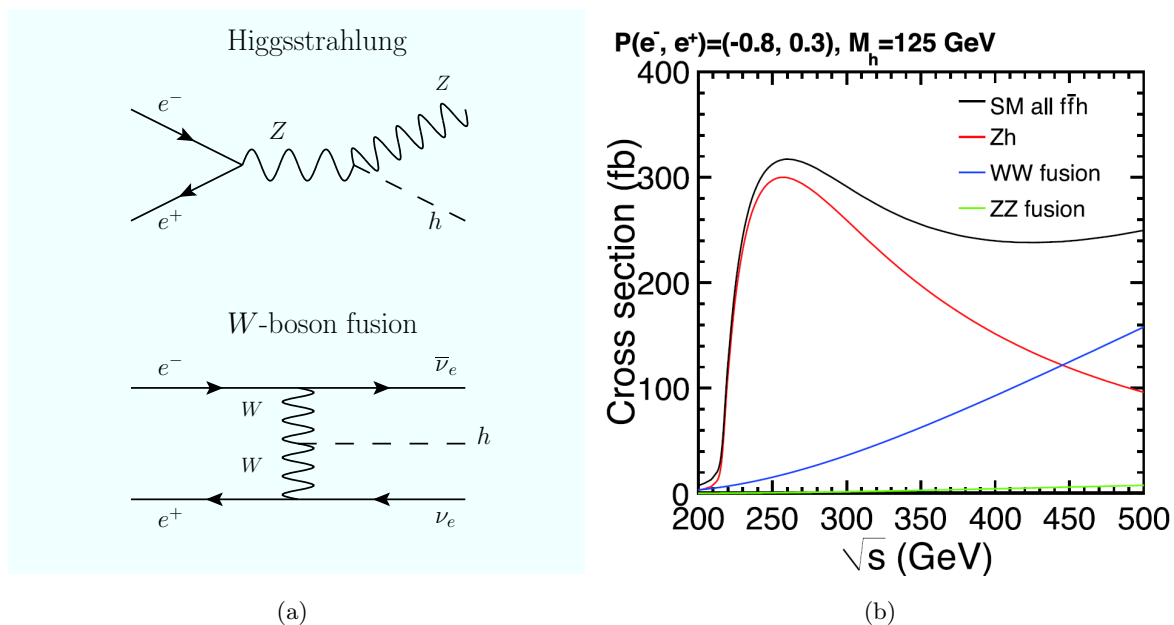 Higgsstrahlung
e⁻
Z
Z
e⁺
h
W-boson fusion
e⁻
ν̅ₑ
W
h
W
e⁺
νₑ
(a)
P(e⁻, e⁺)=(-0.8, 0.3), Mₕ=125 GeV
Cross section (fb)
400
300
200
100
0
SM all ff̄h
Zh
WW fusion
ZZ fusion
200 250 300 350 400 450 500
√s (GeV)
(b)